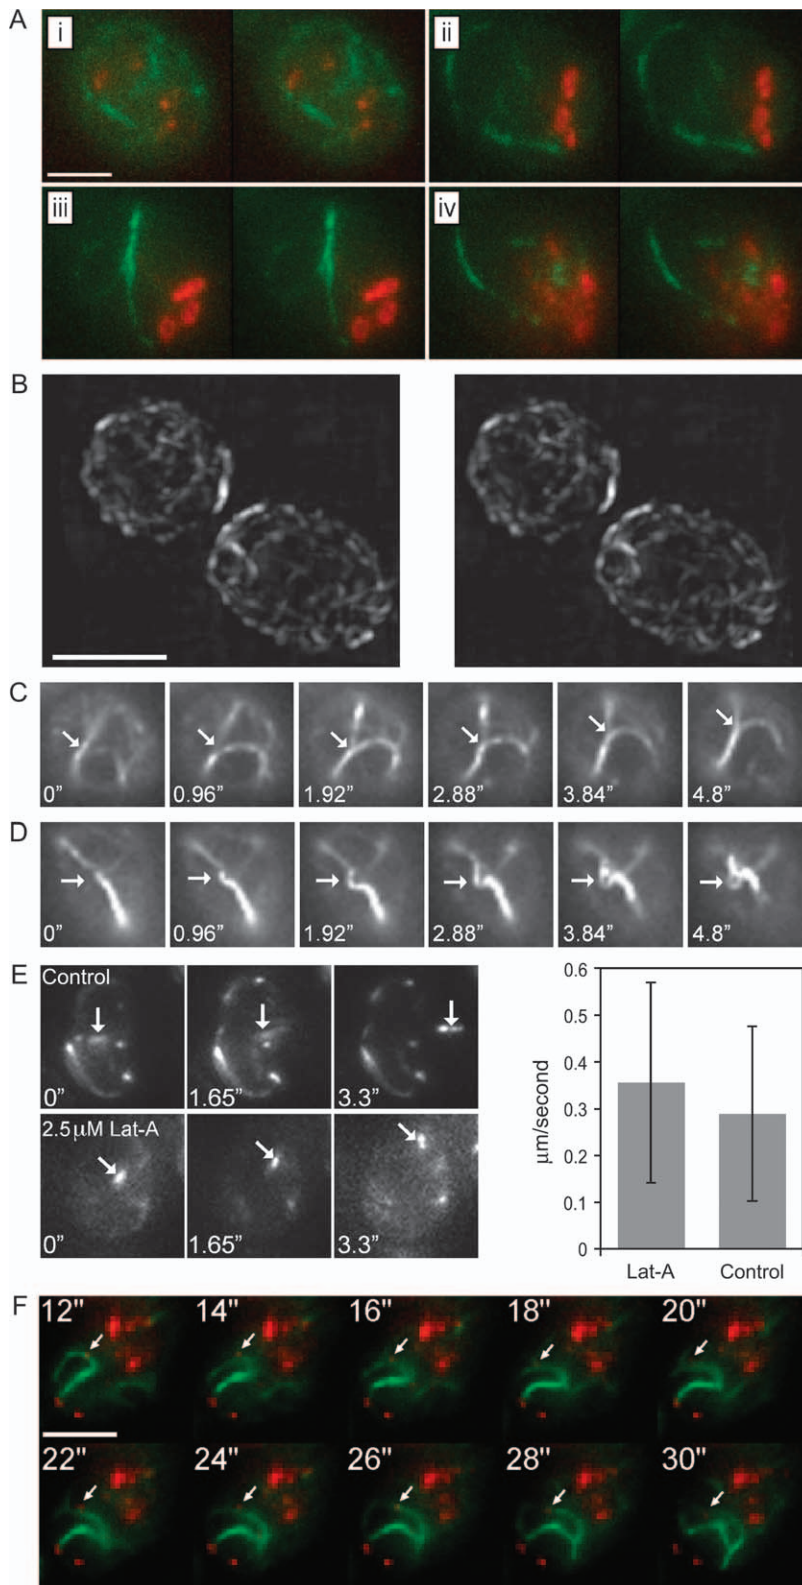 A
i
ii
iii
iv
B
C
0”
0.96”
1.92”
2.88”
3.84”
4.8”
D
0”
0.96”
1.92”
2.88”
3.84”
4.8”
E
Control
0”
1.65”
3.3”
2.5μM Lat-A
0”
1.65”
3.3”
0.6
0.5
0.4
0.3
0.2
0.1
0
μm/second
Lat-A
Control
F
12"
14"
16"
18"
20"
22"
24"
26"
28"
30"